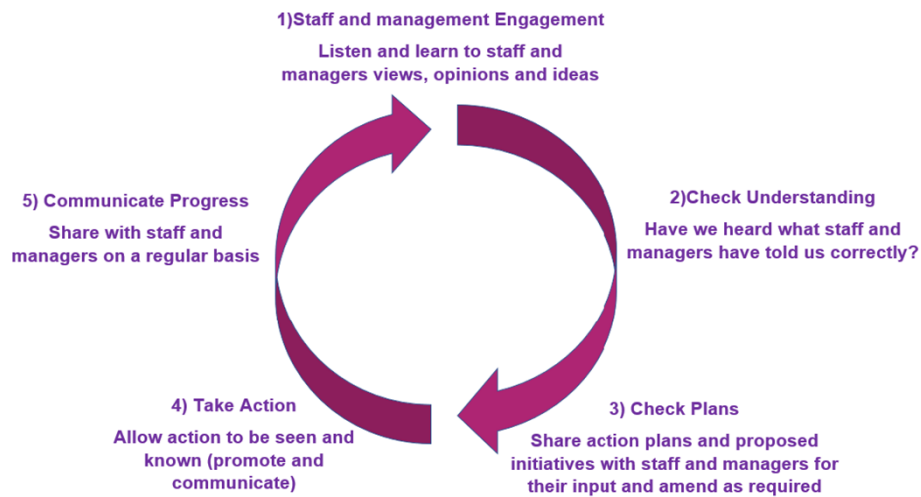 1)Staff and management Engagement
Listen and learn to staff and
managers views, opinions and ideas
2)Check Understanding
Have we heard what staff and
managers have told us correctly?
3) Check Plans
Share action plans and proposed
initiatives with staff and managers for
their input and amend as required
4) Take Action
Allow action to be seen and
known (promote and
communicate)
5) Communicate Progress
Share with staff and
managers on a regular basis